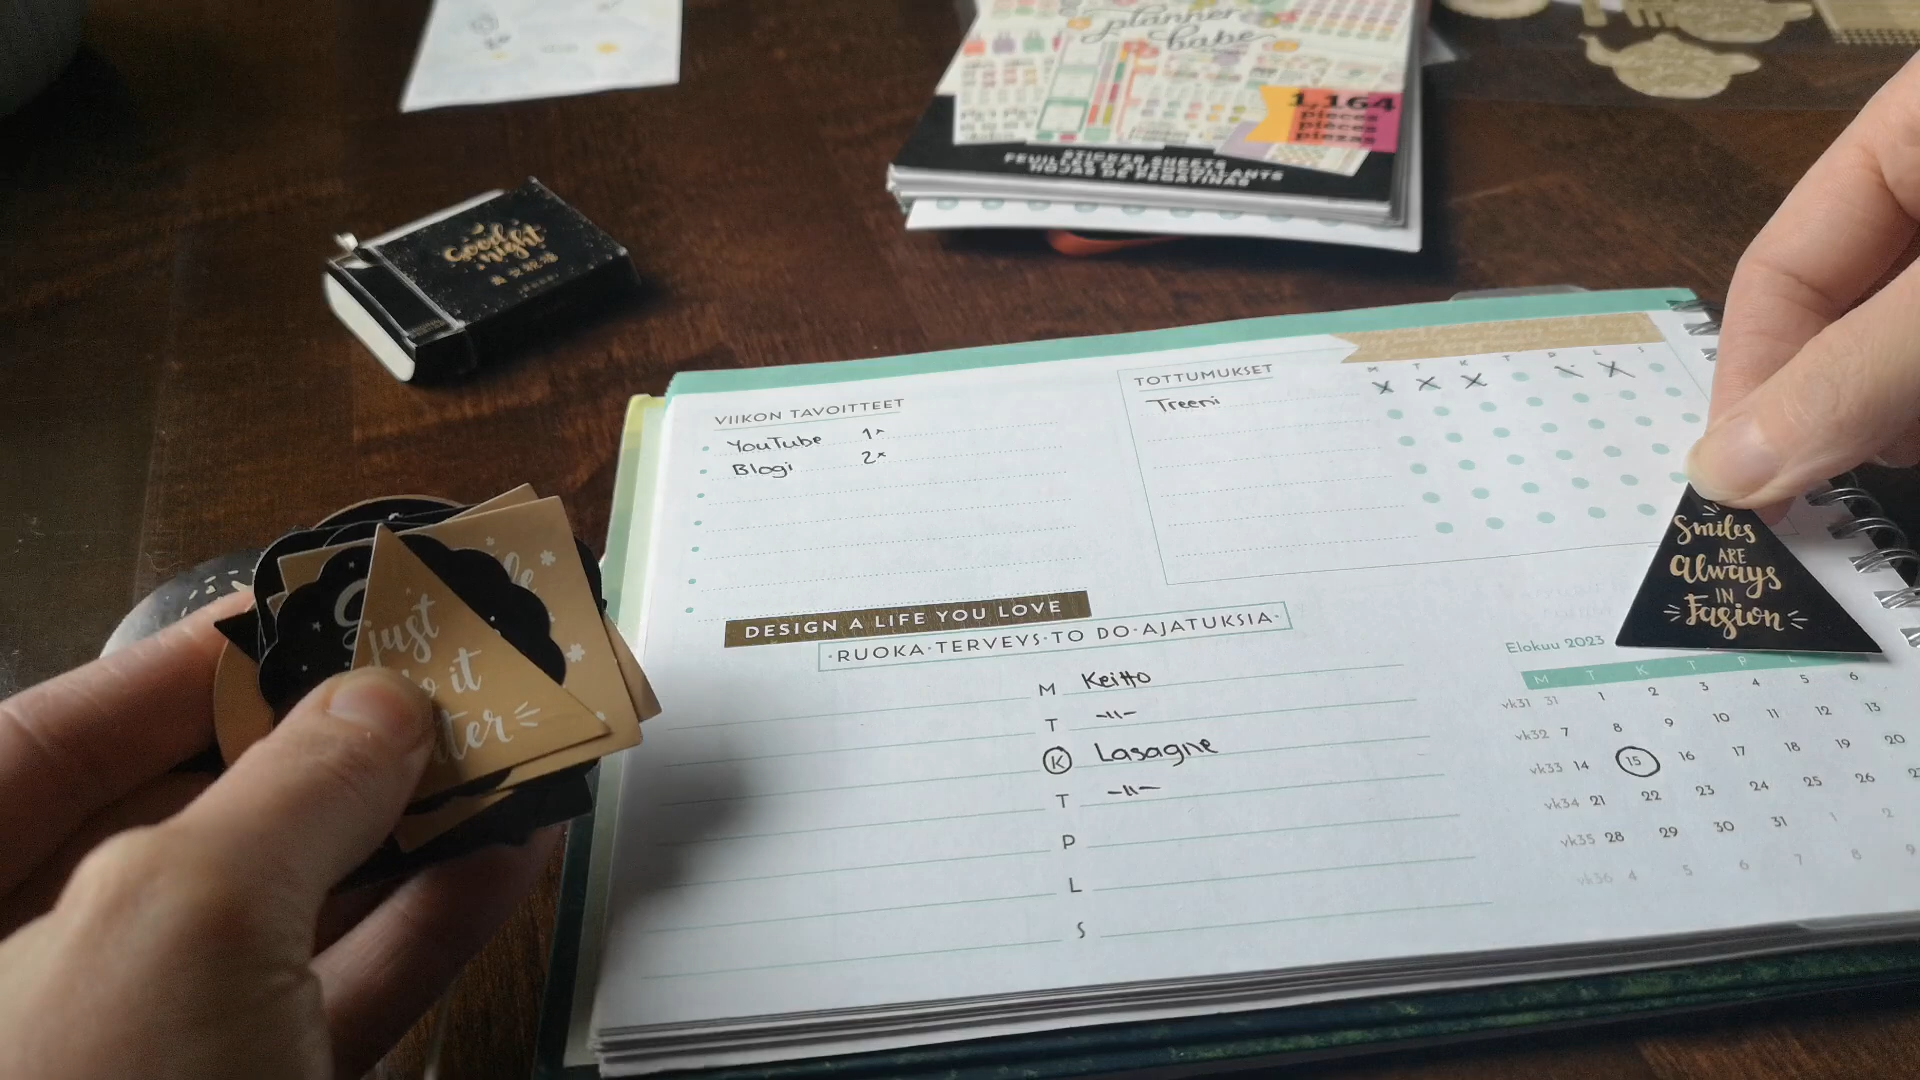 planner
babe
1,164
pieces
pièces
piezas
STICKER SHEETS
FEUILLES D'AUTOCOLLANTS
HOJAS DE PEGATINAS
Good
night
VIIKON TAVOITTEET
YouTube 1x
Blogi 2x
TOTTUMUKSET
M T K T P L S
Treeni
DESIGN A LIFE YOU LOVE
·RUOKA·TERVEYS·TO DO·AJATUKSIA·
M Keitto
T -"-
K Lasagne
T -"-
P
L
S
Smiles
ARE
Always
IN
Fasion
just
it
Elokuu 2023
M T K T P L
vk31 31 1 2 3 4 5 6
vk32 7 8 9 10 11 12 13
vk33 14 15 16 17 18 19 20
vk34 21 22 23 24 25 26
vk35 28 29 30 31 1 2
vk36 4 5 6 7 8 9